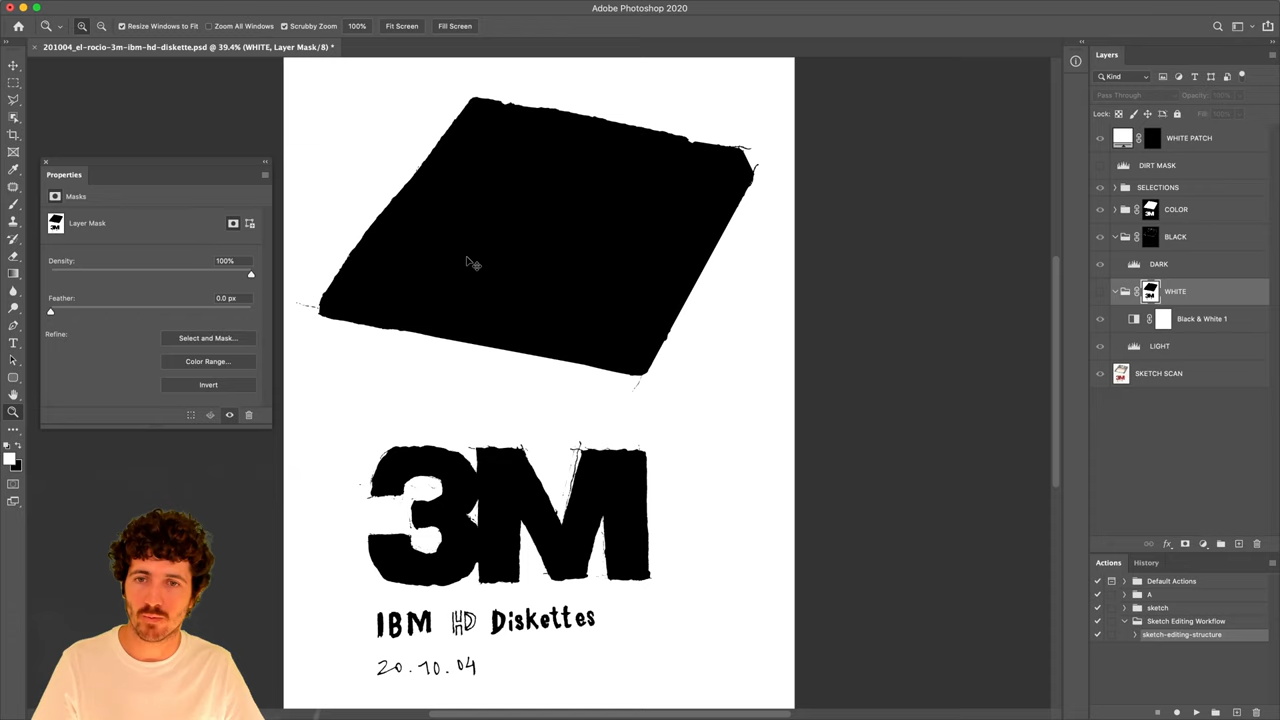 Adobe Photoshop 2020
Resize Windows to Fit
All Windows
Scrubby Zoom
100%
Fit Screen
Fill Screen
201004_el-rocio-3m-ibm-hd-diskette.psd @ 39.4% (WHITE, Layer Mask/8) *
Layers
Kind
Pass Through
Opacity: 100%
Lock:
Fill: 100%
WHITE PATCH
DIRT MASK
SELECTIONS
COLOR
BLACK
DARK
WHITE
Black & White 1
LIGHT
SKETCH SCAN
Properties
Masks
Layer Mask
Density:
100%
Feather:
0.0 px
Refine:
Select and Mask...
Color Range...
Invert
3M
IBM HD Diskettes
20.10.04
Actions
History
Default Actions
A
sketch
Sketch Editing Workflow
sketch-editing-structure